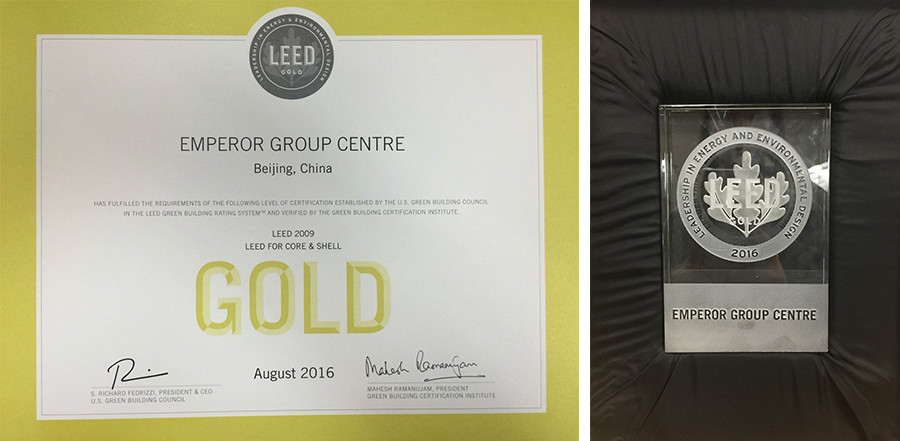 LEADERSHIP IN ENERGY & ENVIRONMENTAL DESIGN
LEED
GOLD
EMPEROR GROUP CENTRE
Beijing, China
HAS FULFILLED THE REQUIREMENTS OF THE FOLLOWING LEVEL OF CERTIFICATION ESTABLISHED BY THE U.S. GREEN BUILDING COUNCIL
IN THE LEED GREEN BUILDING RATING SYSTEM™ AND VERIFIED BY THE GREEN BUILDING CERTIFICATION INSTITUTE.
LEED 2009
LEED FOR CORE & SHELL
GOLD
August 2016
Mahesh Ramanujam
S. RICHARD FEDRIZZI, PRESIDENT & CEO
U.S. GREEN BUILDING COUNCIL
MAHESH RAMANUJAM, PRESIDENT
GREEN BUILDING CERTIFICATION INSTITUTE
LEADERSHIP IN ENERGY AND ENVIRONMENTAL DESIGN
LEED
GOLD
2016
EMPEROR GROUP CENTRE